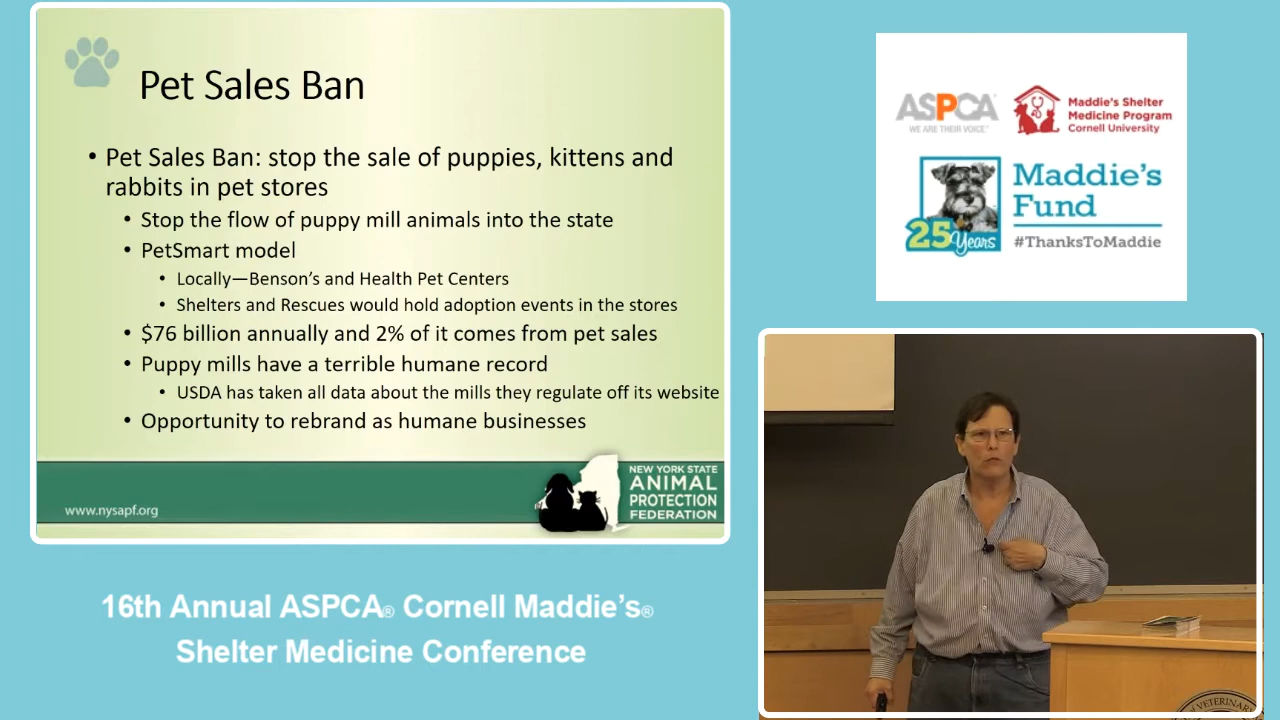 Pet Sales Ban
• Pet Sales Ban: stop the sale of puppies, kittens and
rabbits in pet stores
• Stop the flow of puppy mill animals into the state
• PetSmart model
• Locally—Benson's and Health Pet Centers
• Shelters and Rescues would hold adoption events in the stores
• $76 billion annually and 2% of it comes from pet sales
• Puppy mills have a terrible humane record
• USDA has taken all data about the mills they regulate off its website
• Opportunity to rebrand as humane businesses
www.nysapf.org
NEW YORK STATE
ANIMAL
PROTECTION
FEDERATION
16th Annual ASPCA® Cornell Maddie's®
Shelter Medicine Conference
ASPCA®
WE ARE THEIR VOICE™
Maddie's Shelter
Medicine Program
Cornell University
25 Years
Maddie's
Fund
#ThanksToMaddie
VETERINAR